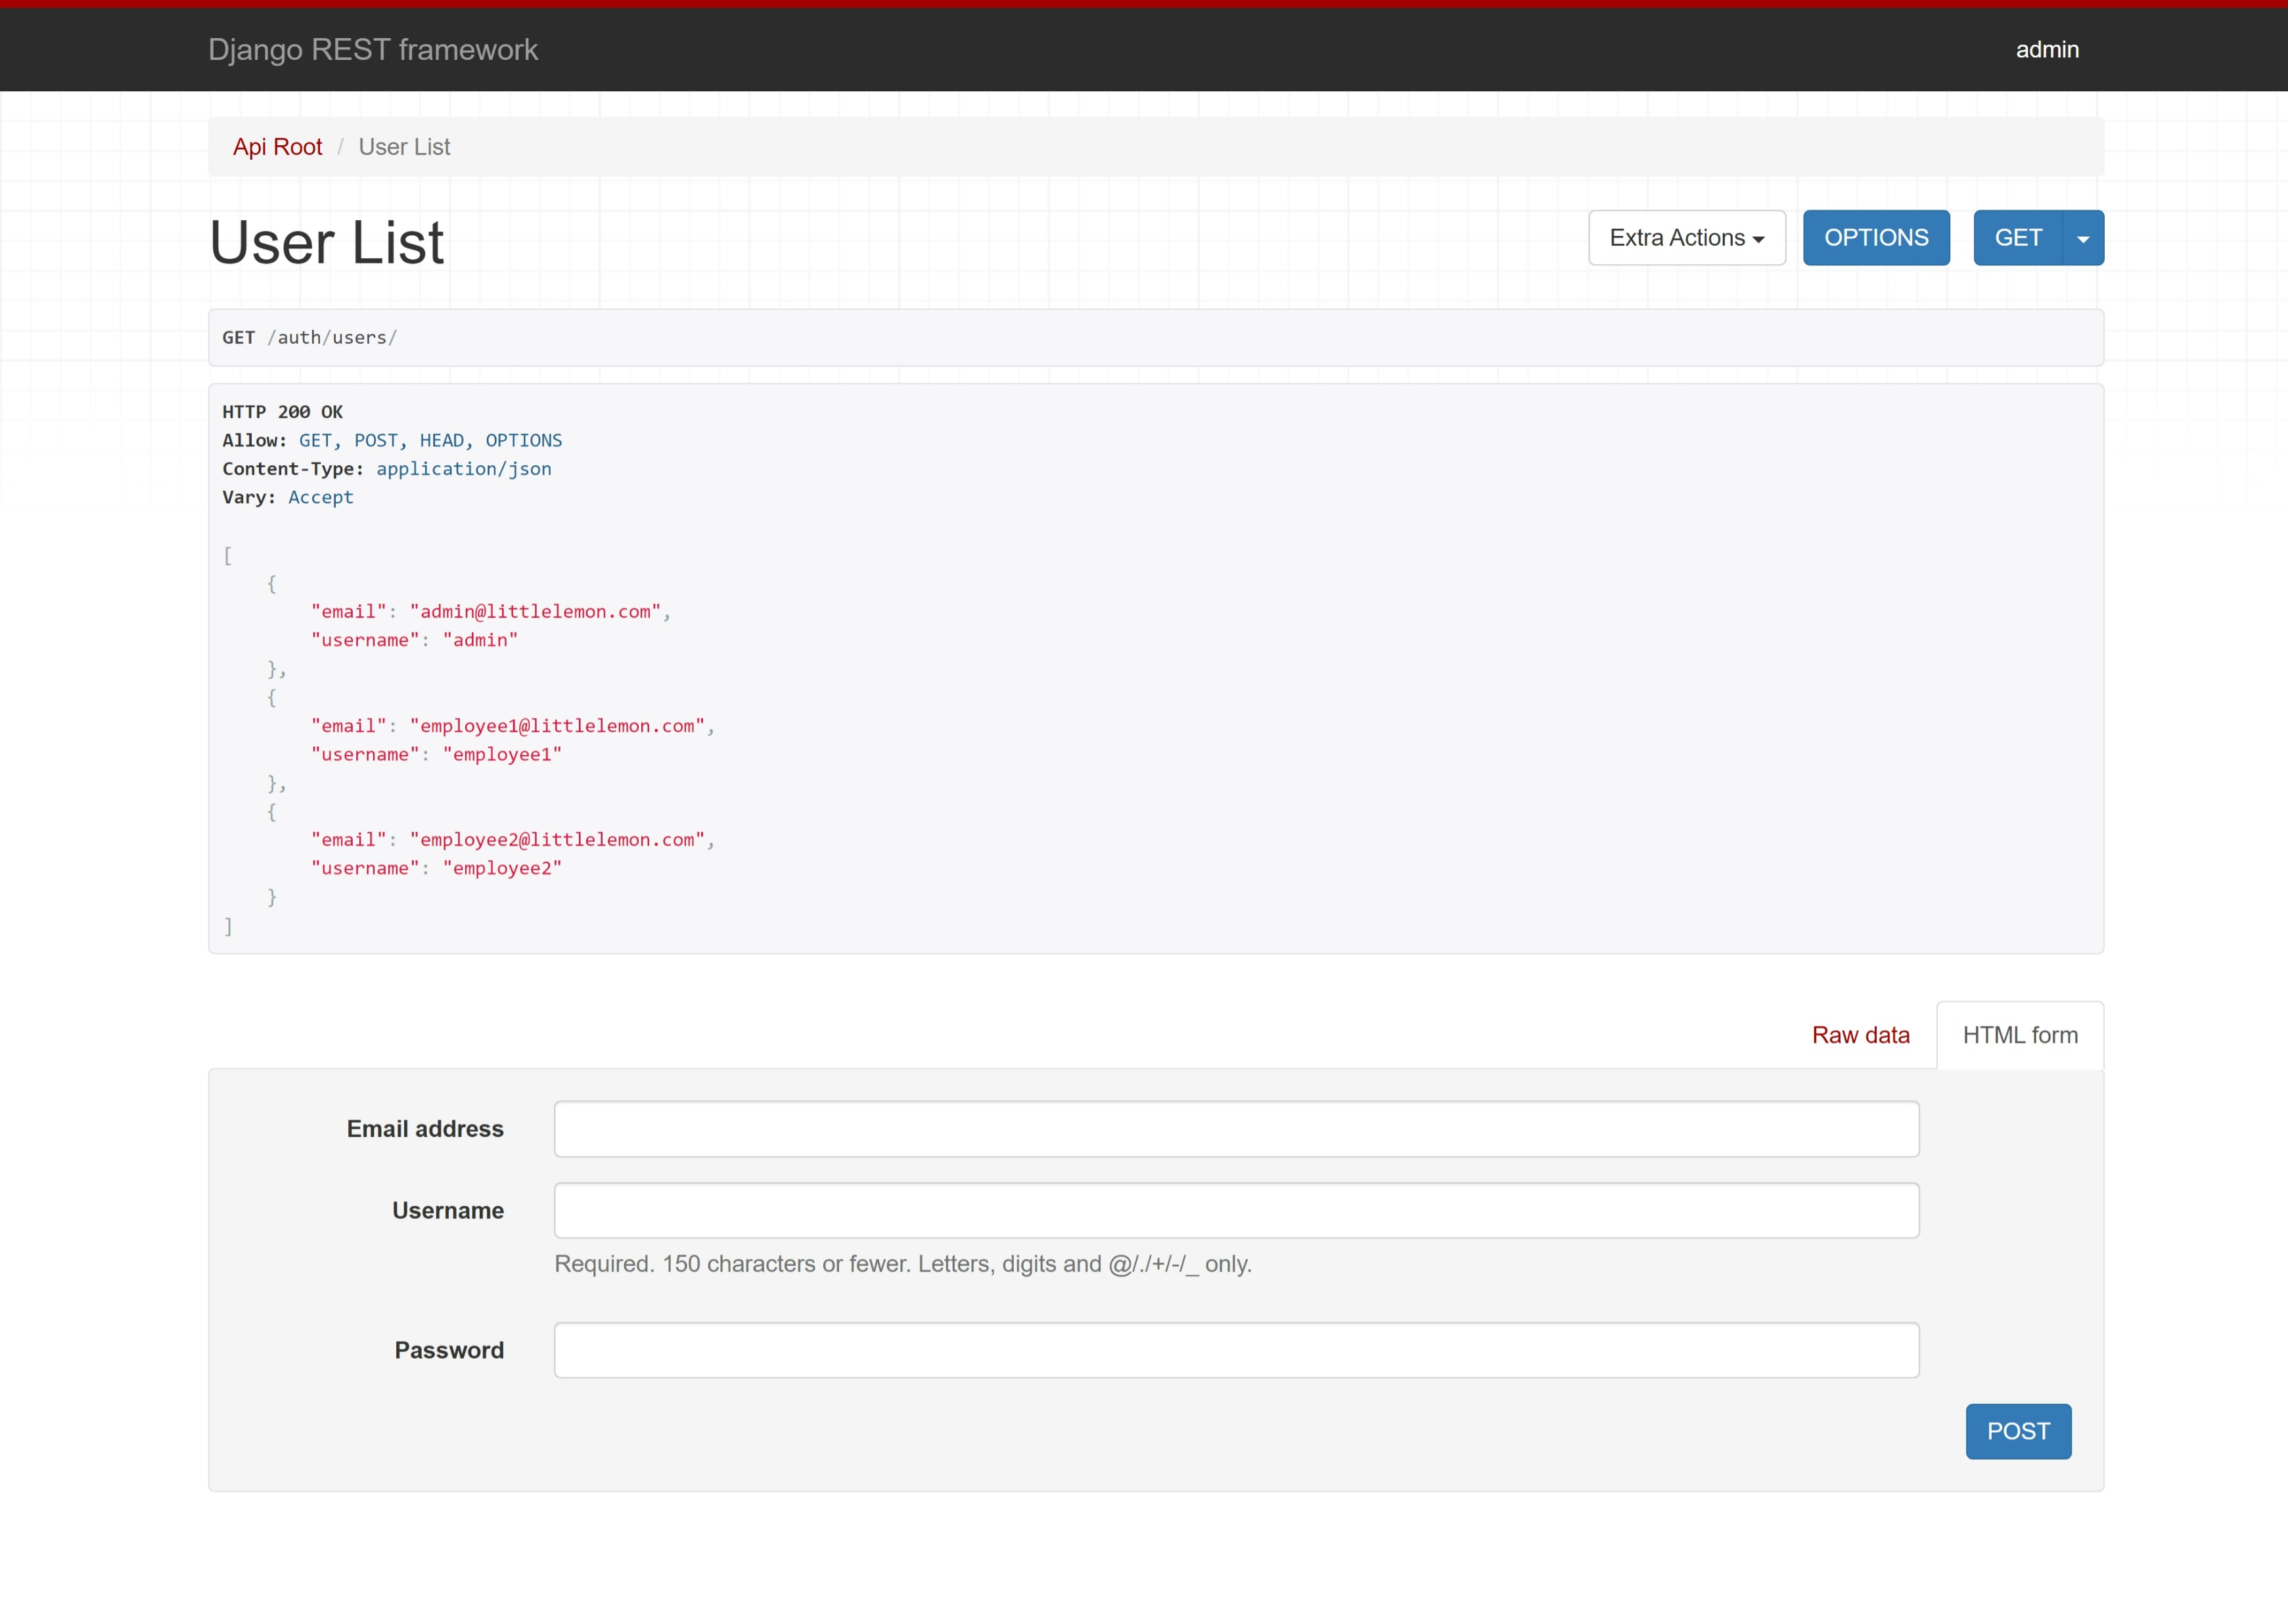 Django REST framework
admin
Api Root / User List
User List
Extra Actions
OPTIONS
GET
GET /auth/users/
HTTP 200 OK
Allow: GET, POST, HEAD, OPTIONS
Content-Type: application/json
Vary: Accept
[
    {
        "email": "admin@littlelemon.com",
        "username": "admin"
    },
    {
        "email": "employee1@littlelemon.com",
        "username": "employee1"
    },
    {
        "email": "employee2@littlelemon.com",
        "username": "employee2"
    }
]
Raw data
HTML form
Email address
Username
Required. 150 characters or fewer. Letters, digits and @/./+/-/_ only.
Password
POST